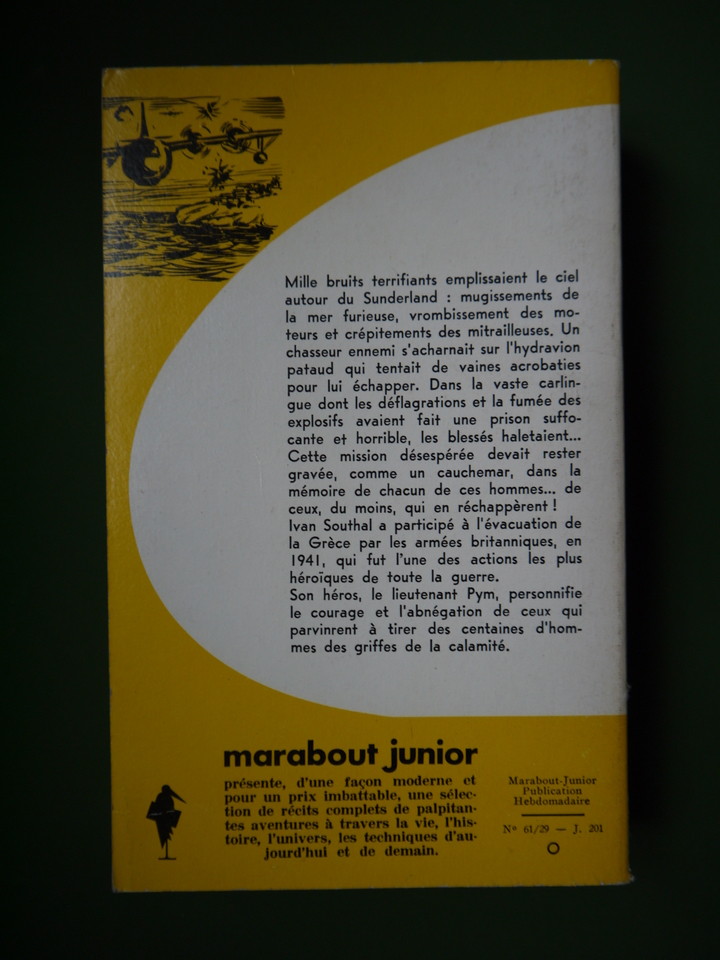 Mille bruits terrifiants emplissaient le ciel
autour du Sunderland : mugissements de
la mer furieuse, vrombissement des mo-
teurs et crépitements des mitrailleuses. Un
chasseur ennemi s'acharnait sur l'hydravion
pataud qui tentait de vaines acrobaties
pour lui échapper. Dans la vaste carlin-
gue dont les déflagrations et la fumée des
explosifs avaient fait une prison suffo-
cante et horrible, les blessés haletaient...
Cette mission désespérée devait rester
gravée, comme un cauchemar, dans la
mémoire de chacun de ces hommes... de
ceux, du moins, qui en réchappèrent !
Ivan Southal a participé à l'évacuation de
la Grèce par les armées britanniques, en
1941, qui fut l'une des actions les plus
héroïques de toute la guerre.
Son héros, le lieutenant Pym, personnifie
le courage et l'abnégation de ceux qui
parvinrent à tirer des centaines d'hom-
mes des griffes de la calamité.
marabout junior
présente, d'une façon moderne et
pour un prix imbattable, une sélec-
tion de récits complets de palpitan-
tes aventures à travers la vie, l'his-
toire, l'univers, les techniques d'au-
jourd'hui et de demain.
Marabout-Junior
Publication
Hebdomadaire
N° 61/29 — J. 201